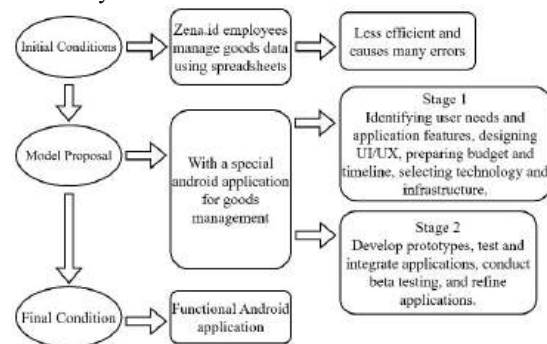 Initial Conditions
Zena.id employees
manage goods data
using spreadsheets
Less efficient and
causes many errors
Model Proposal
With a special
android application
for goods
management
Stage 1
Identifying user needs and
application features, designing
UI/UX, preparing budget and
timeline, selecting technology and
infrastructure.
Stage 2
Develop prototypes, test and
integrate applications, conduct
beta testing, and refine
applications.
Final Condition
Functional Android
application